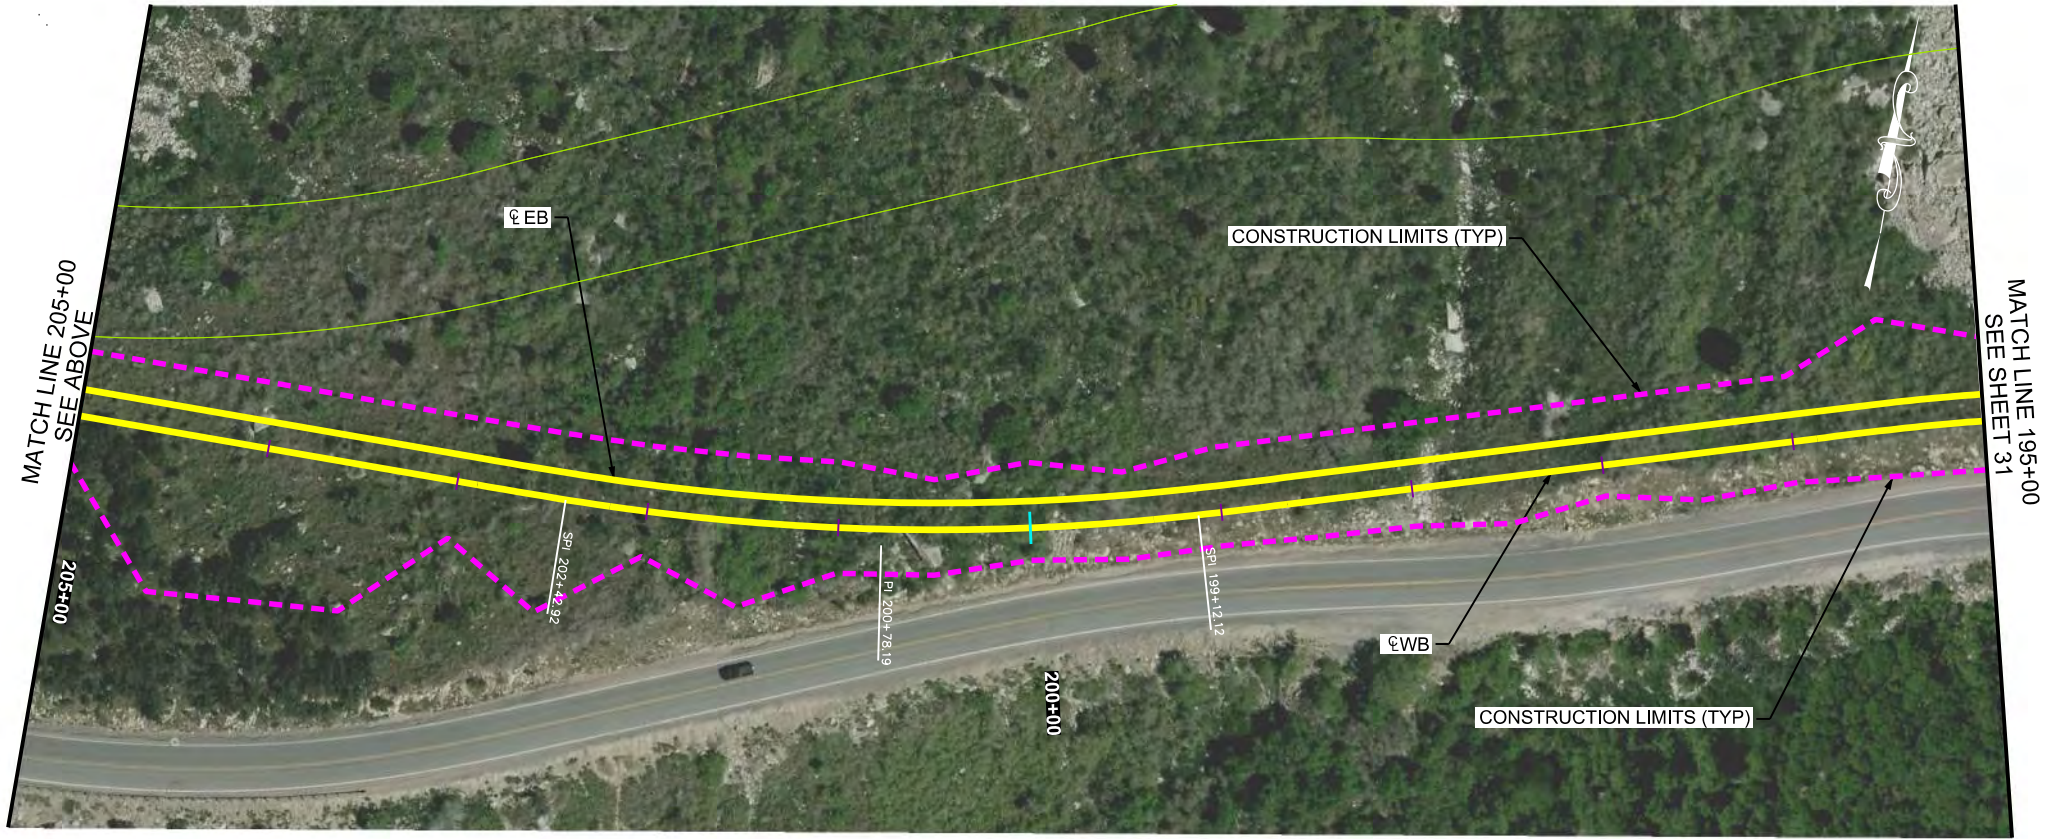 MATCH LINE 205+00
SEE ABOVE
205+00
℄ EB
SPI 202+42.92
PI 200+78.19
200+00
SPI 199+12.12
CONSTRUCTION LIMITS (TYP)
℄ WB
CONSTRUCTION LIMITS (TYP)
MATCH LINE 195+00
SEE SHEET 31